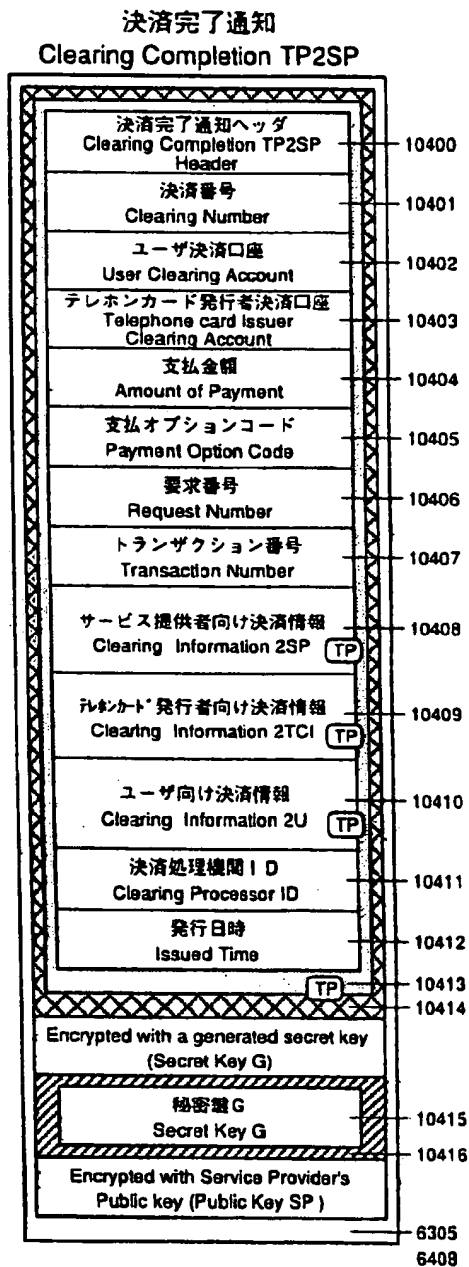 決済完了通知
Clearing Completion TP2SP
決済完了通知ヘッダ
Clearing Completion TP2SP
Header
10400
決済番号
Clearing Number
10401
ユーザ決済口座
User Clearing Account
10402
テレホンカード発行者決済口座
Telephone card issuer
Clearing Account
10403
支払金額
Amount of Payment
10404
支払オプションコード
Payment Option Code
10405
要求番号
Request Number
10406
トランザクション番号
Transaction Number
10407
サービス提供者向け決済情報
Clearing Information 2SP
TP
10408
テレホンカード発行者向け決済情報
Clearing Information 2TCI
TP
10409
ユーザ向け決済情報
Clearing Information 2U
TP
10410
決済処理機関ID
Clearing Processor ID
10411
発行日時
Issued Time
10412
TP
10413
10414
Encrypted with a generated secret key
(Secret Key G)
秘密鍵G
Secret Key G
10415
10416
Encrypted with Service Provider's
Public key (Public Key SP )
6305
6408